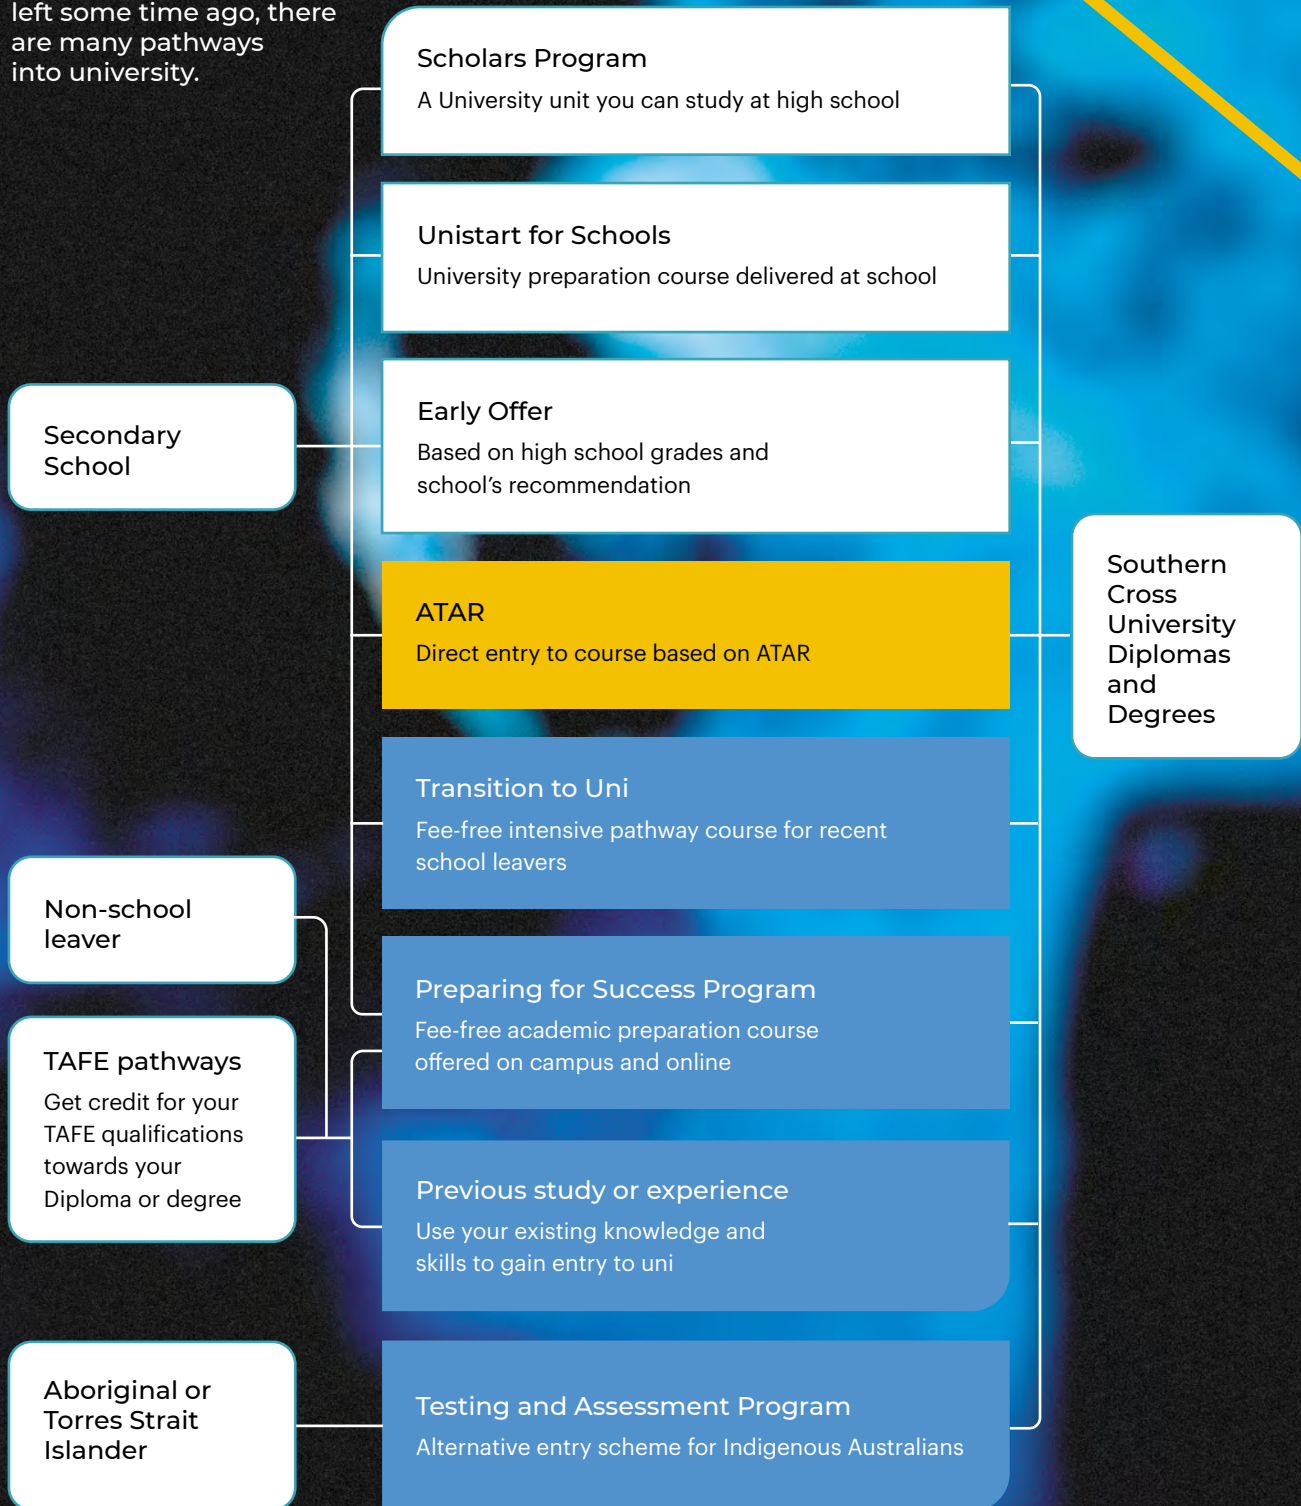 left some time ago, there
are many pathways
into university.
Scholars Program
A University unit you can study at high school
Unistart for Schools
University preparation course delivered at school
Secondary
School
Early Offer
Based on high school grades and
school’s recommendation
ATAR
Direct entry to course based on ATAR
Southern
Cross
University
Diplomas
and
Degrees
Transition to Uni
Fee-free intensive pathway course for recent
school leavers
Non-school
leaver
Preparing for Success Program
Fee-free academic preparation course
offered on campus and online
TAFE pathways
Get credit for your
TAFE qualifications
towards your
Diploma or degree
Previous study or experience
Use your existing knowledge and
skills to gain entry to uni
Aboriginal or
Torres Strait
Islander
Testing and Assessment Program
Alternative entry scheme for Indigenous Australians